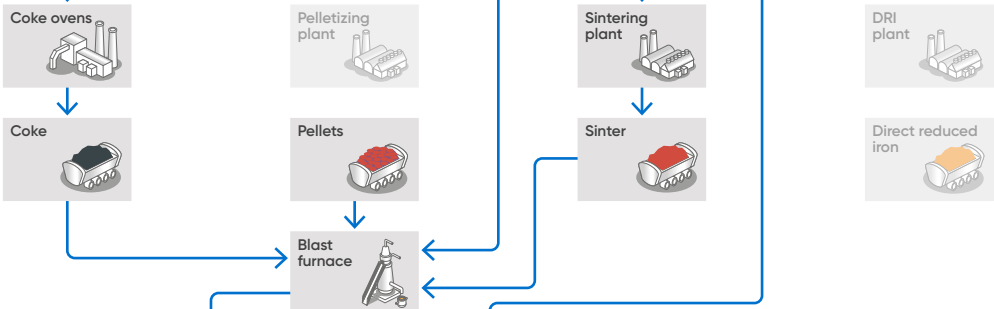 Coke ovens
Pelletizing
plant
Sintering
plant
DRI
plant
Coke
Pellets
Sinter
Direct reduced
iron
Blast
furnace